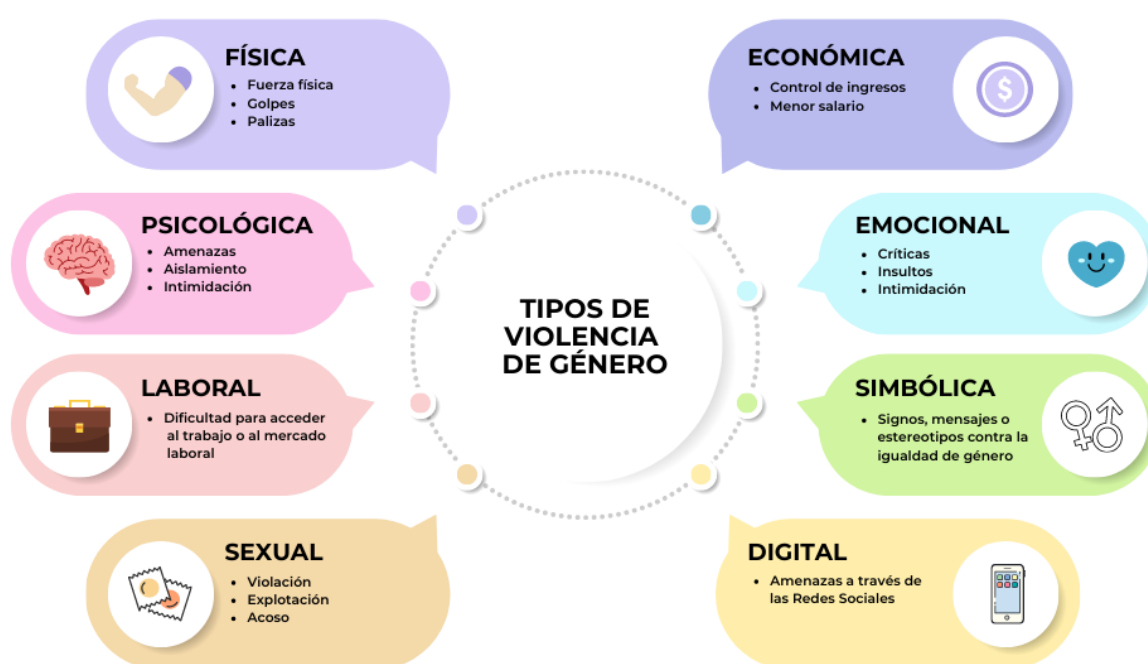 FÍSICA
• Fuerza física
• Golpes
• Palizas
ECONÓMICA
• Control de ingresos
• Menor salario
$
PSICOLÓGICA
• Amenazas
• Aislamiento
• Intimidación
EMOCIONAL
• Críticas
• Insultos
• Intimidación
TIPOS DE
VIOLENCIA
DE GÉNERO
LABORAL
• Dificultad para acceder
al trabajo o al mercado
laboral
SIMBÓLICA
• Signos, mensajes o
estereotipos contra la
igualdad de género
SEXUAL
• Violación
• Explotación
• Acoso
DIGITAL
• Amenazas a través de
las Redes Sociales